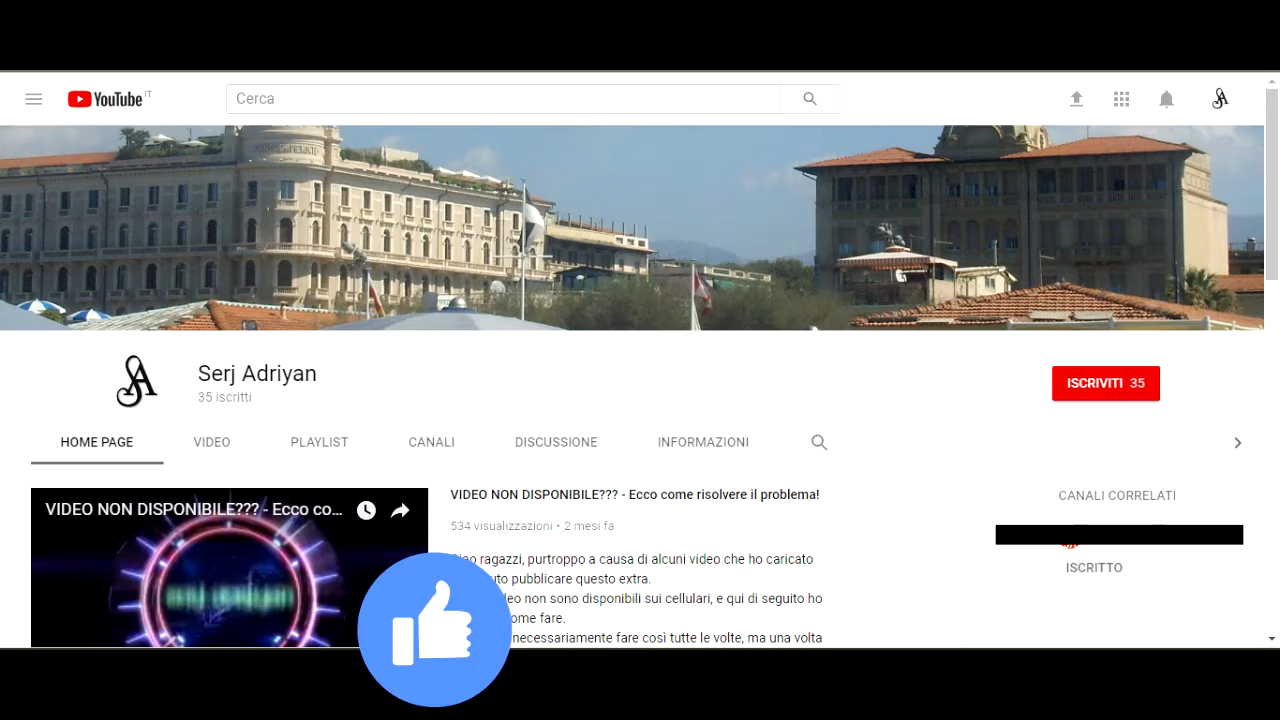 YouTube IT
Cerca
Serj Adriyan
35 iscritti
ISCRIVITI 35
HOME PAGE
VIDEO
PLAYLIST
CANALI
DISCUSSIONE
INFORMAZIONI
VIDEO NON DISPONIBILE??? - Ecco co...
VIDEO NON DISPONIBILE??? - Ecco come risolvere il problema!
534 visualizzazioni • 2 mesi fa
ragazzi, purtroppo a causa di alcuni video che ho caricato
pubblicare questo extra.
non sono disponibili sui cellulari, e qui di seguito ho
fare.
necessariamente fare così tutte le volte, ma una volta
CANALI CORRELATI
ISCRITTO